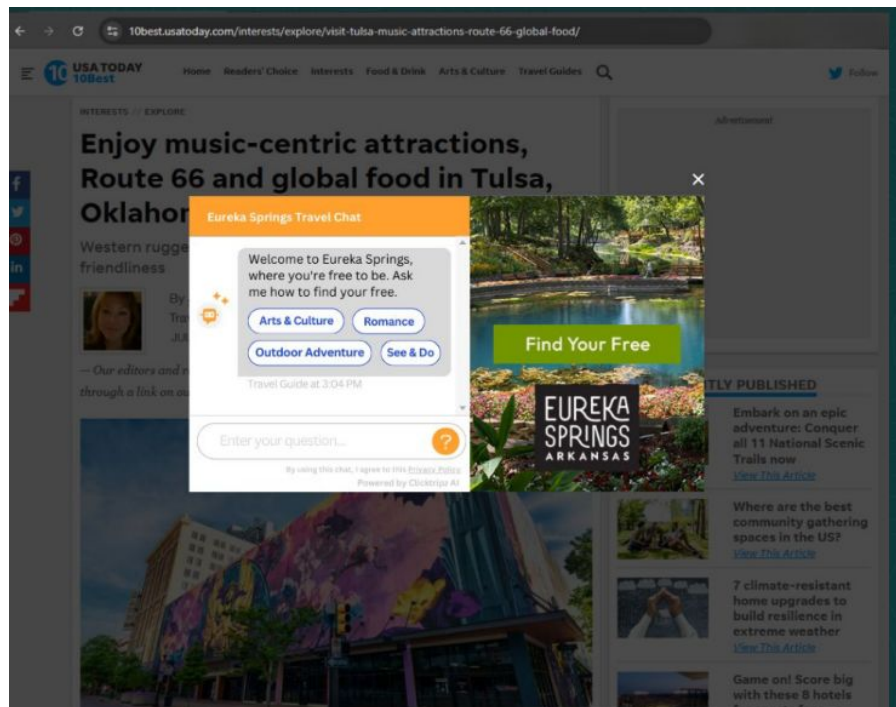 10best.usatoday.com/interests/explore/visit-tulsa-music-attractions-route-66-global-food/
10
USA TODAY
10Best
Home
Readers' Choice
Interests
Food & Drink
Arts & Culture
Travel Guides
Follow
INTERESTS // EXPLORE
Enjoy music-centric attractions,
Route 66 and global food in Tulsa,
Oklahor
Western rugge
friendliness
By
Tra
— Our editors and
through a link on
Advertisement
Eureka Springs Travel Chat
Welcome to Eureka Springs,
where you're free to be. Ask
me how to find your free.
Arts & Culture
Romance
Outdoor Adventure
See & Do
Travel Guide at 3:04 PM
Enter your question...
?
By using this chat, I agree to this Privacy Policy
Powered by Clicktripz AI
Find Your Free
EUREKA
SPRINGS
ARKANSAS
TLY PUBLISHED
Embark on an epic
adventure: Conquer
all 11 National Scenic
Trails now
View This Article
Where are the best
community gathering
spaces in the US?
View This Article
7 climate-resistant
home upgrades to
build resilience in
extreme weather
View This Article
Game on! Score big
with these 8 hotels